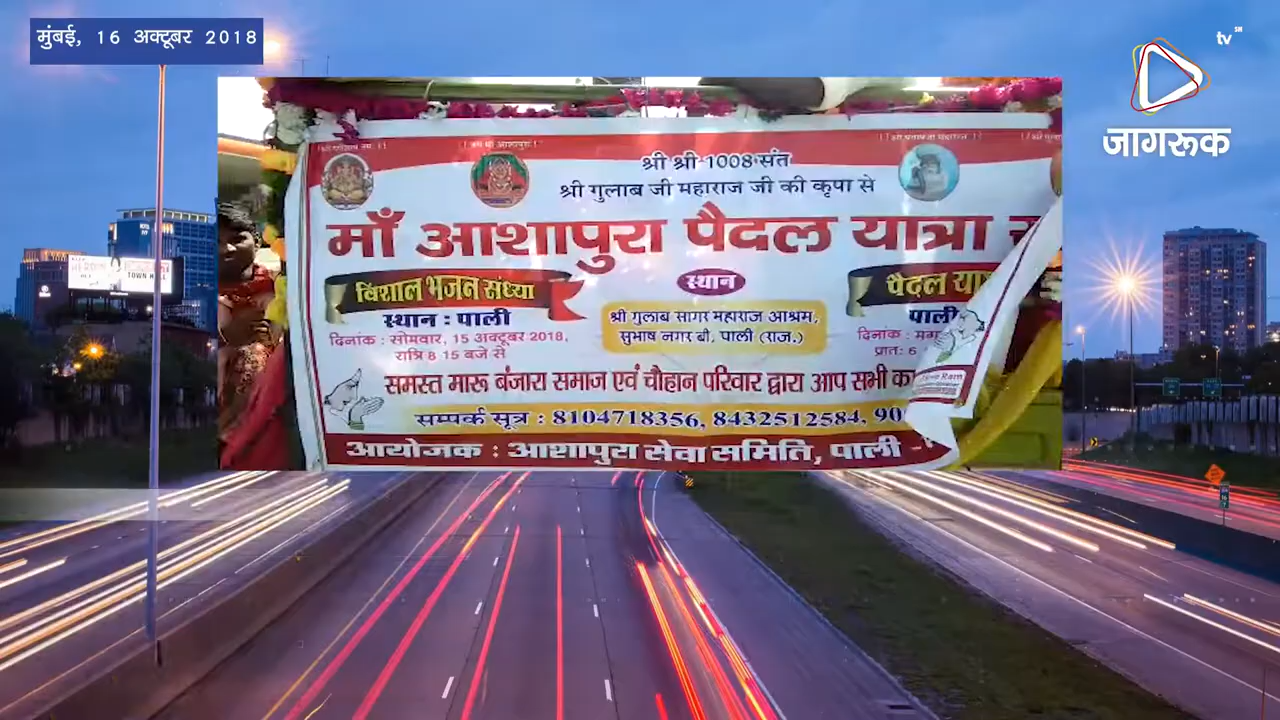 मुंबई, 16 अक्टूबर 2018
tv SM
जागरूक
श्री श्री 1008 संत
श्री गुलाब जी महाराज जी की कृपा से
माँ आशापुरा पैदल यात्रा
विशाल भजन संध्या
स्थान : पाली
दिनांक : सोमवार, 15 अक्टूबर 2018,
रात्रि 8 15 बजे से
स्थान
श्री गुलाब सागर महाराज आश्रम,
सुभाष नगर बी, पाली (राज.)
पैदल
पाली
दिनांक :
प्रात: 6
समस्त मारू बंजारा समाज एवं चौहान परिवार द्वारा आप सभी का
सम्पर्क सूत्र : 8104718356, 8432512584, 90
आयोजक : आशापुरा सेवा समिति, पाली